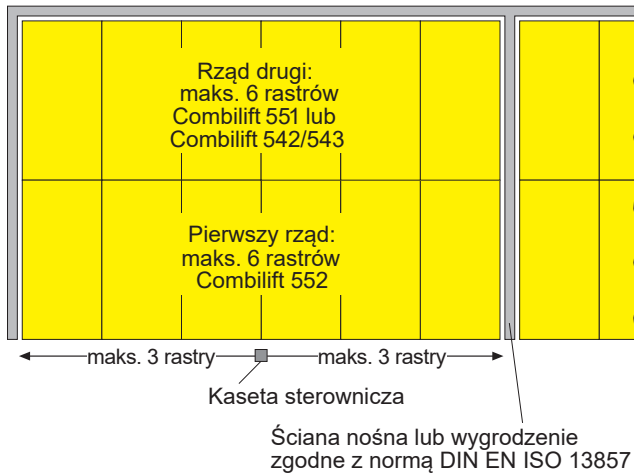 Rząd drugi:
maks. 6 rastrów
Combilift 551 lub
Combilift 542/543
Pierwszy rząd:
maks. 6 rastrów
Combilift 552
maks. 3 rastry
maks. 3 rastry
Kaseta sterownicza
Ściana nośna lub wygrodzenie
zgodne z normą DIN EN ISO 13857